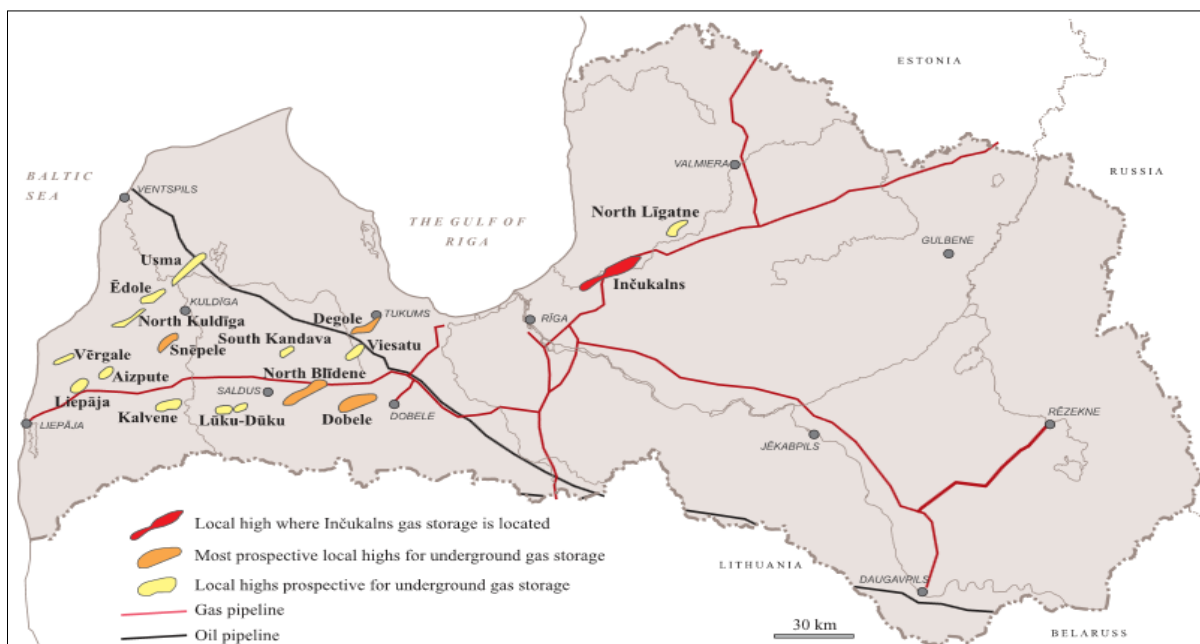 ESTONIA
BALTIC
SEA
VENTSPILS
THE GULF OF
RIGA
VALMIERA
RUSSIA
North Līgatne
GULBENE
Usma
Inčukalns
Ēdole
KULDĪGA
North Kuldīga
Degole
TUKUMS
RĪGA
Snēpele
South Kandava
Viesatu
Vērgale
Aizpute
North Blīdene
Liepāja
SALDUS
Kalvene
Lūku-Dūku
Dobele
DOBELE
LIEPĀJA
JĒKABPILS
RĒZEKNE
Local high where Inčukalns gas storage is located
Most prospective local highs for underground gas storage
Local highs prospective for underground gas storage
Gas pipeline
Oil pipeline
LITHUANIA
DAUGAVPILS
30 km
BELARUSS